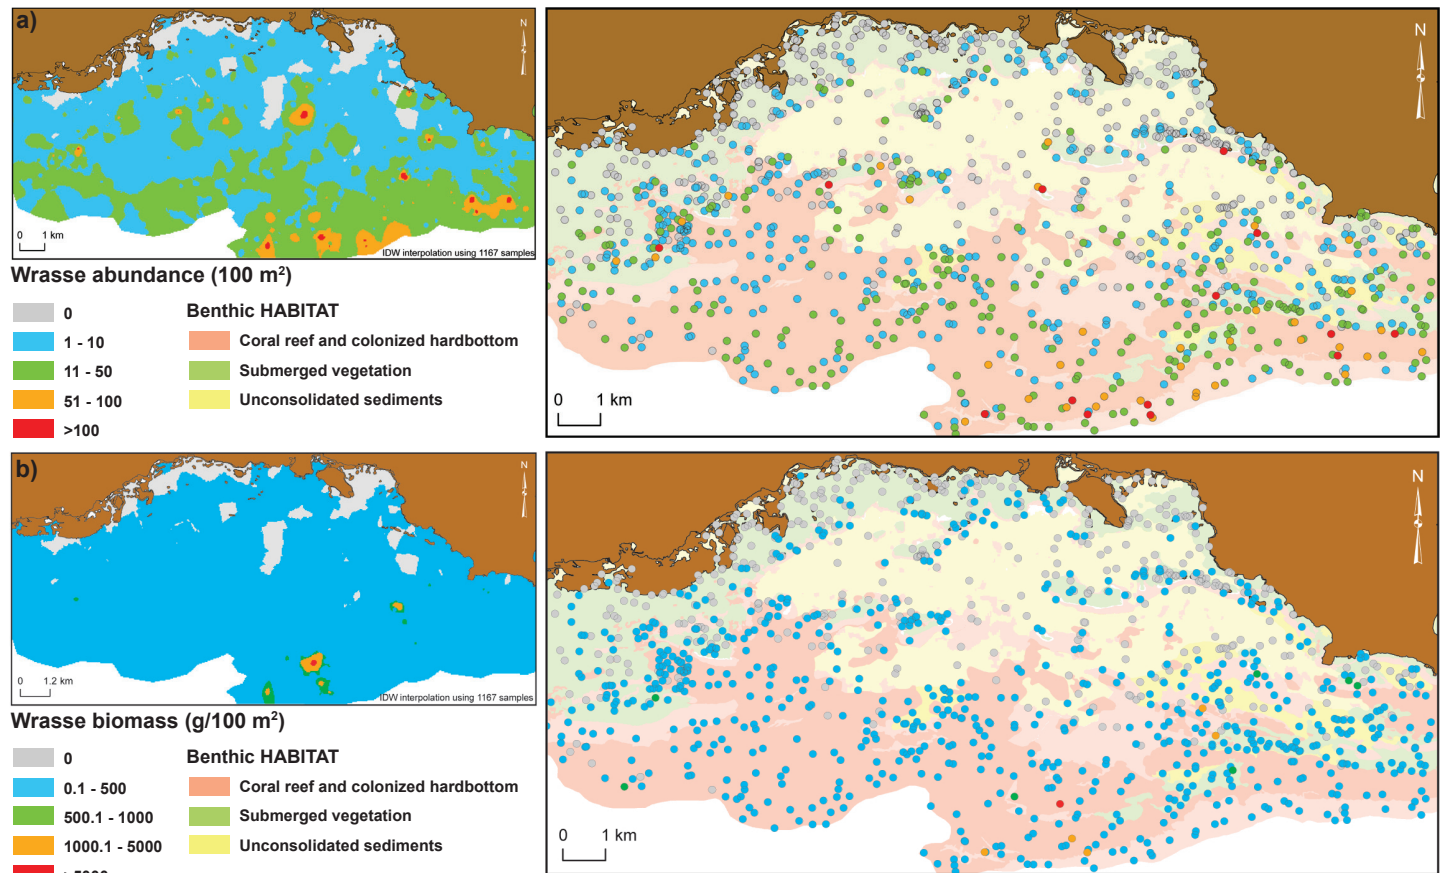 a)
N
0 1 km
IDW interpolation using 1167 samples
N
0 1 km
Wrasse abundance (100 m²)
0
1 - 10
11 - 50
51 - 100
>100
Benthic HABITAT
Coral reef and colonized hardbottom
Submerged vegetation
Unconsolidated sediments
b)
N
0 1.2 km
IDW interpolation using 1167 samples
N
0 1 km
Wrasse biomass (g/100 m²)
0
0.1 - 500
500.1 - 1000
1000.1 - 5000
Benthic HABITAT
Coral reef and colonized hardbottom
Submerged vegetation
Unconsolidated sediments